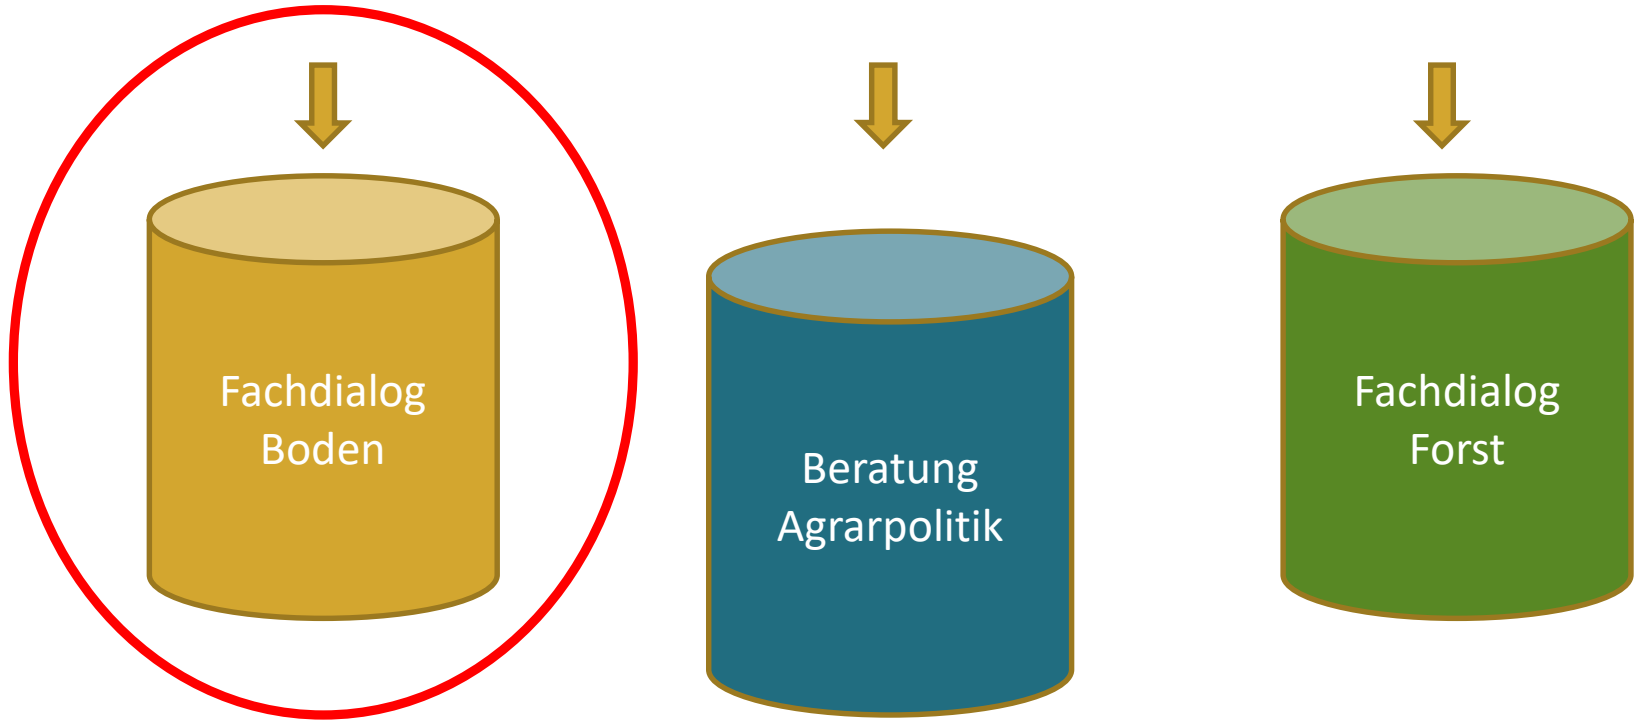 Fachdialog
Boden
Beratung
Agrarpolitik
Fachdialog
Forst